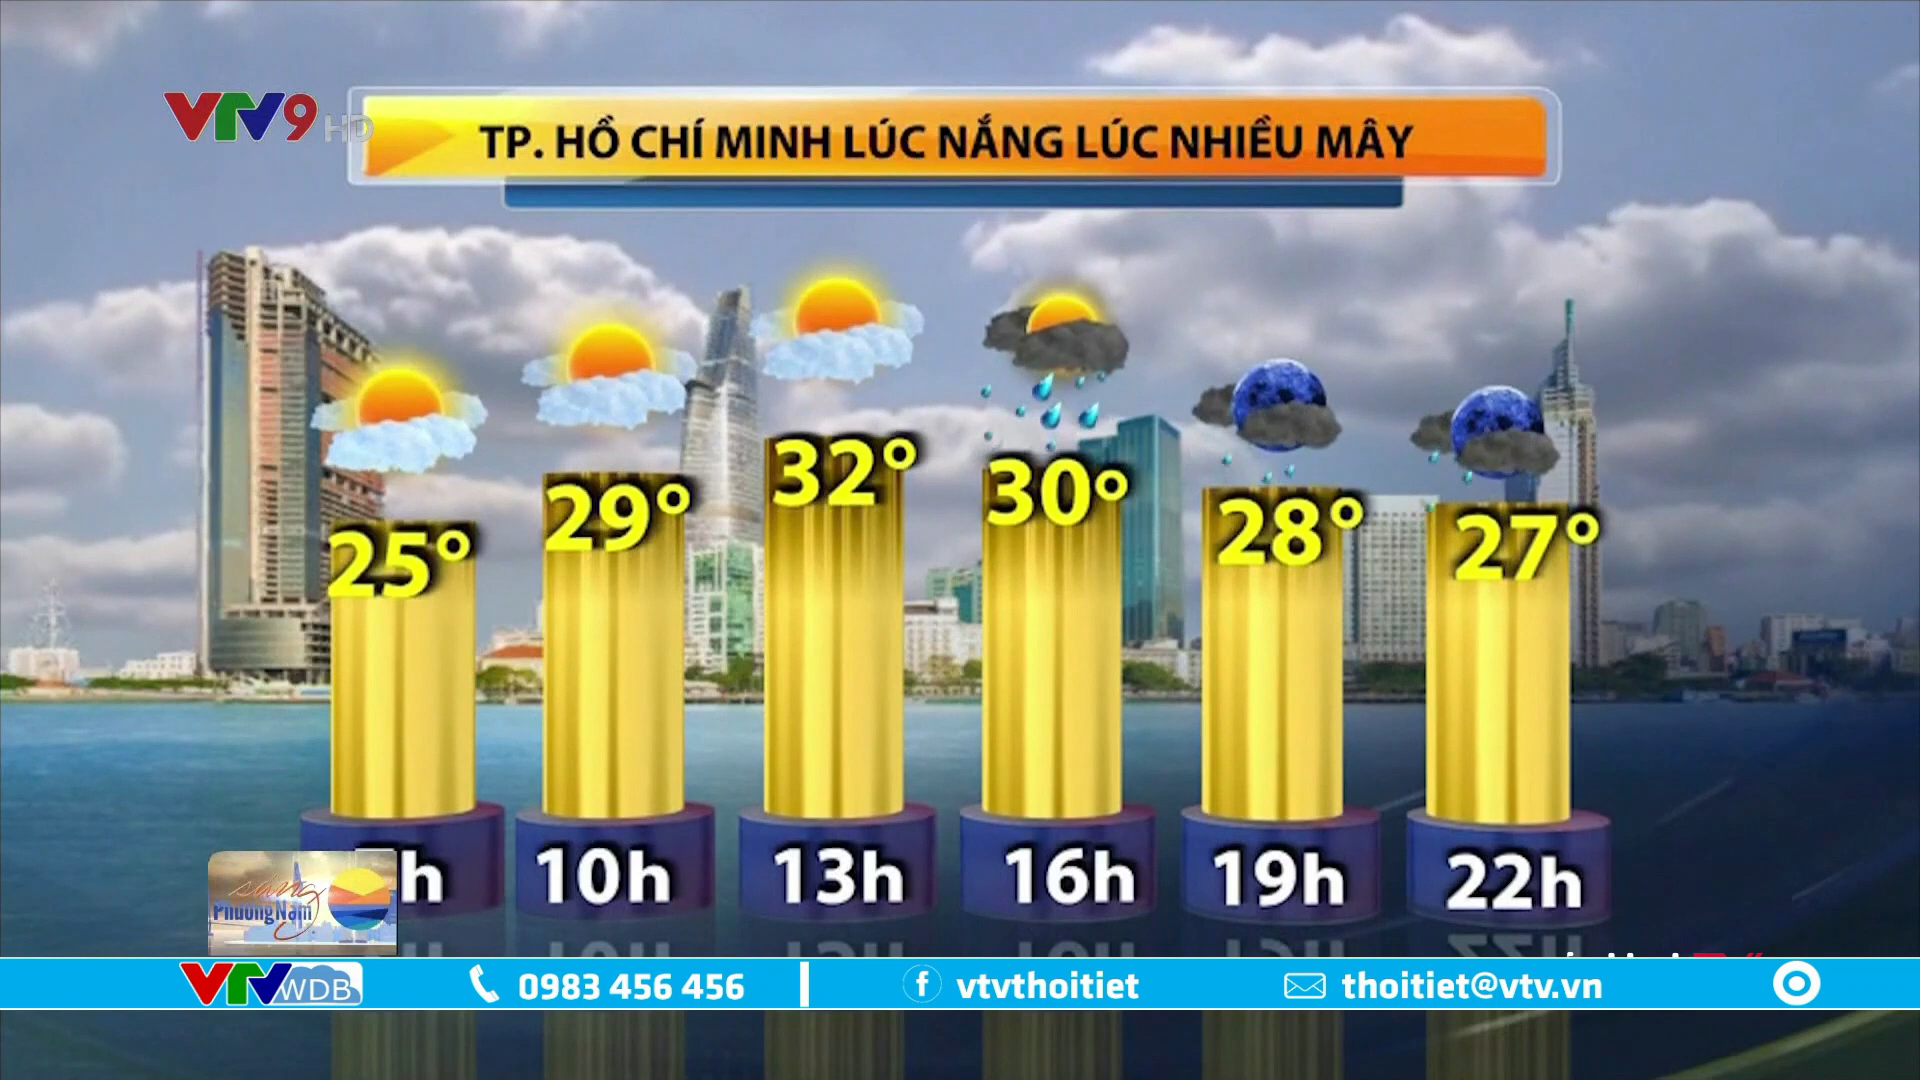 VTV9 HD
TP. HỒ CHÍ MINH LÚC NẮNG LÚC NHIỀU MÂY
25° 29° 32° 30° 28° 27°
h 10h 13h 16h 19h 22h
sáng
Phương Nam
VTV WDB 0983 456 456 vtvthoitiet thoitiet@vtv.vn